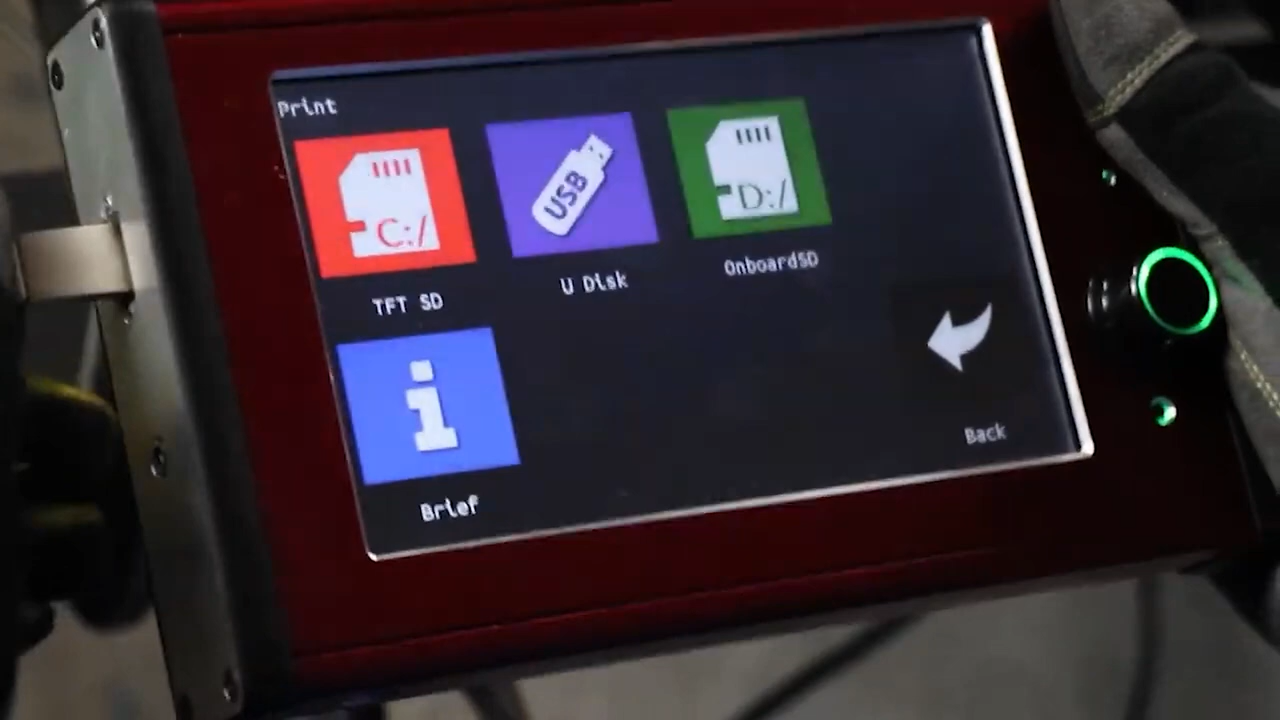 Print
C:/
USB
D:/
TFT SD
U Disk
OnboardSD
Brief
Back